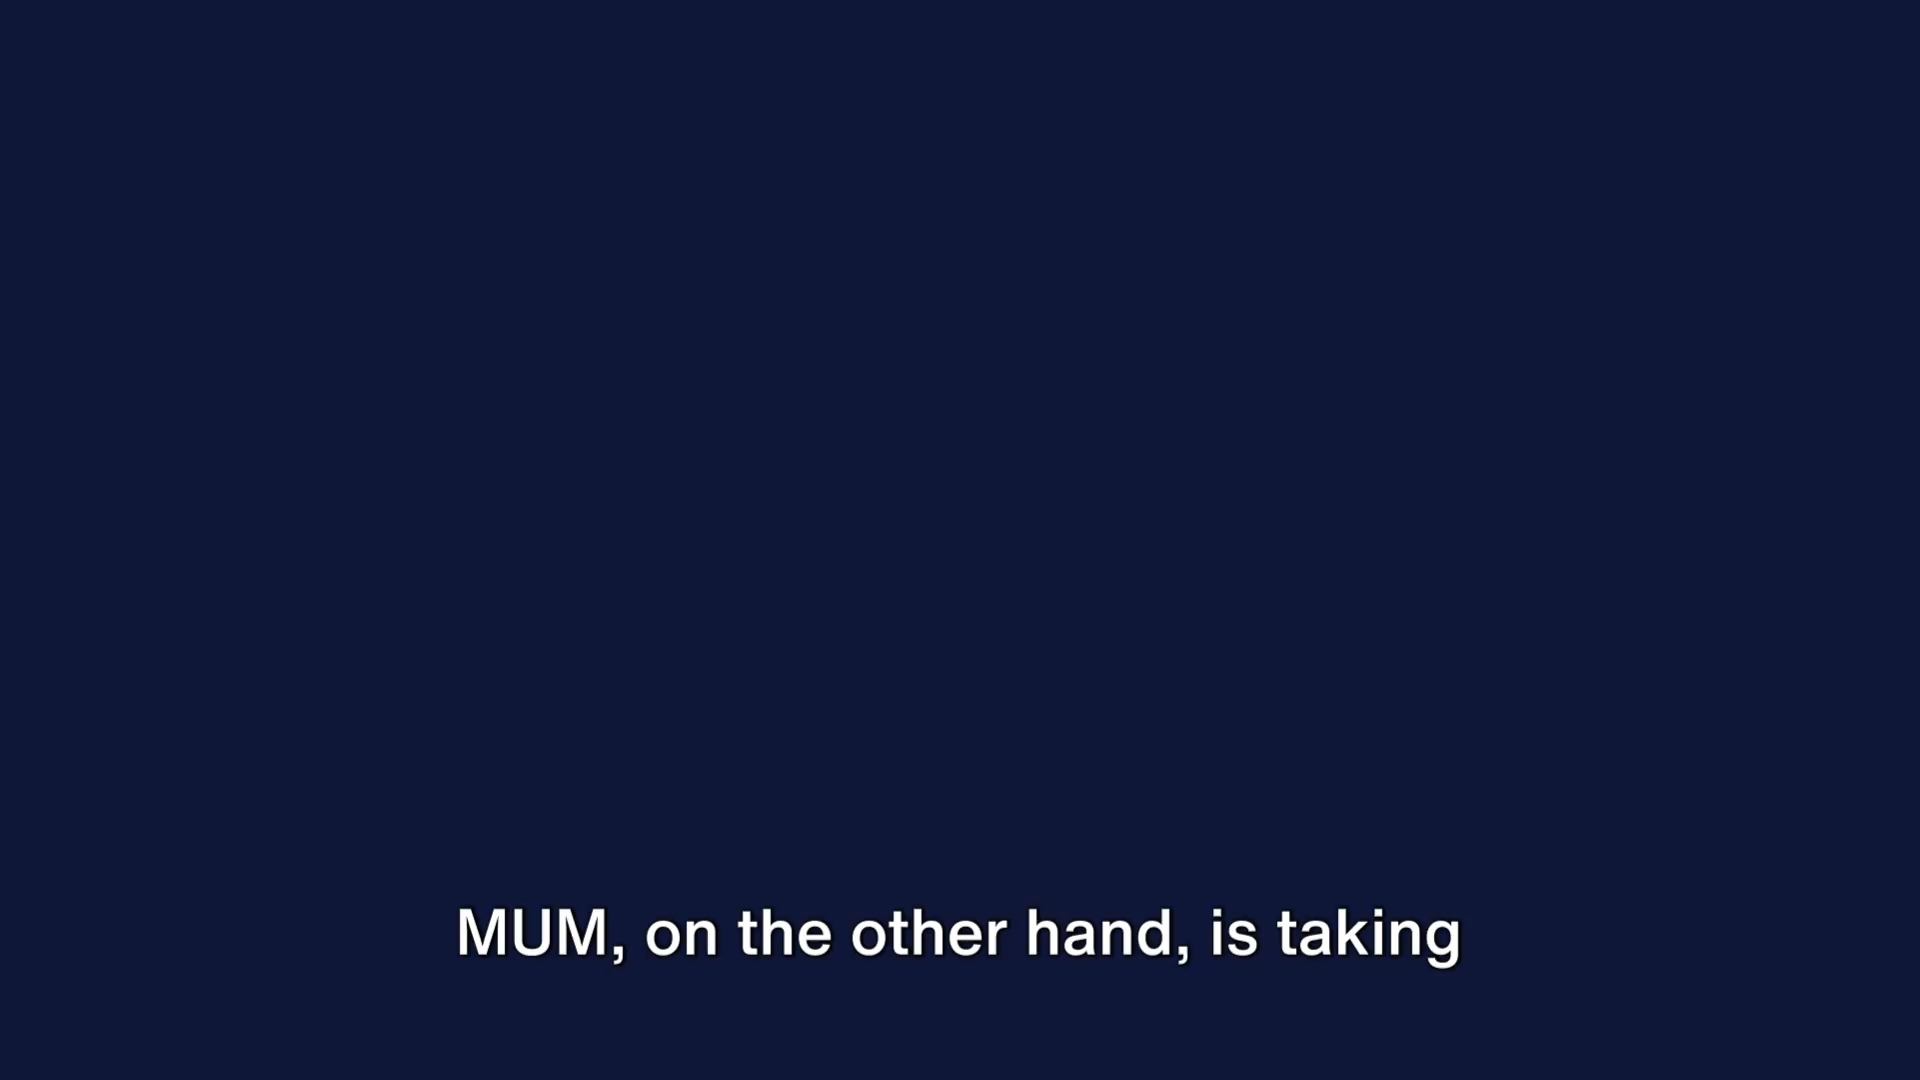 MUM, on the other hand, is taking